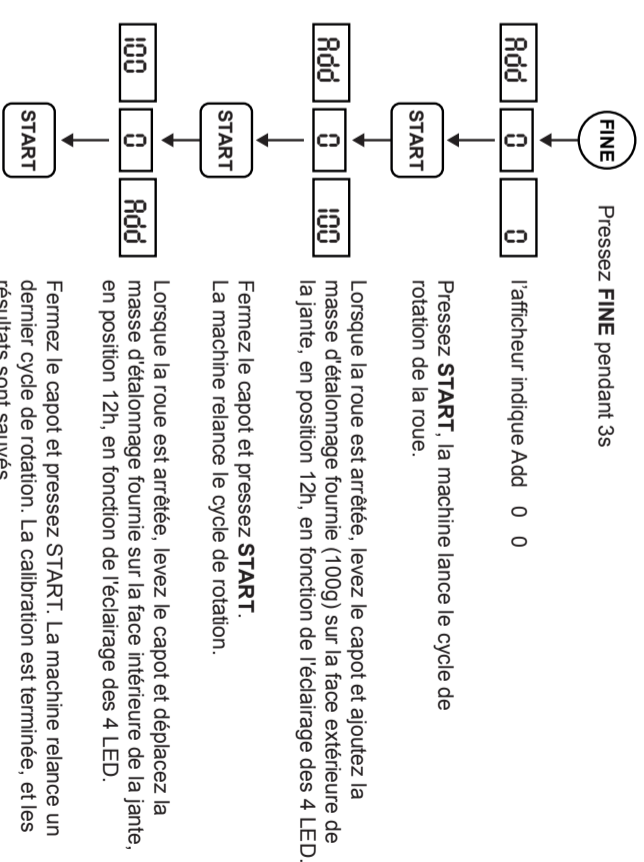 FINE Pressez FINE pendant 3s
Add 0 0 l'afficheur indique Add 0 0
START Pressez START, la machine lance le cycle de
rotation de la roue.
Add 0 100 Lorsque la roue est arrêtée, levez le capot et ajoutez la
masse d'étalonnage fournie (100g) sur la face extérieure de
la jante, en position 12h, en fonction de l'éclairage des 4 LED.
START Fermez le capot et pressez START.
La machine relance le cycle de rotation.
100 0 Add Lorsque la roue est arrêtée, levez le capot et déplacez la
masse d'étalonnage fournie sur la face intérieure de la jante,
en position 12h, en fonction de l'éclairage des 4 LED.
START Fermez le capot et pressez START. La machine relance un
dernier cycle de rotation. La calibration est terminée, et les
résultats sont sauvés